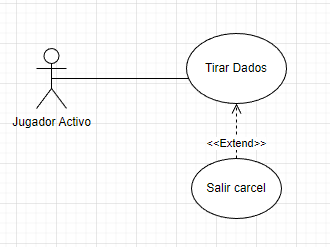 Tirar Dados
Jugador Activo
<<Extend>>
Salir carcel